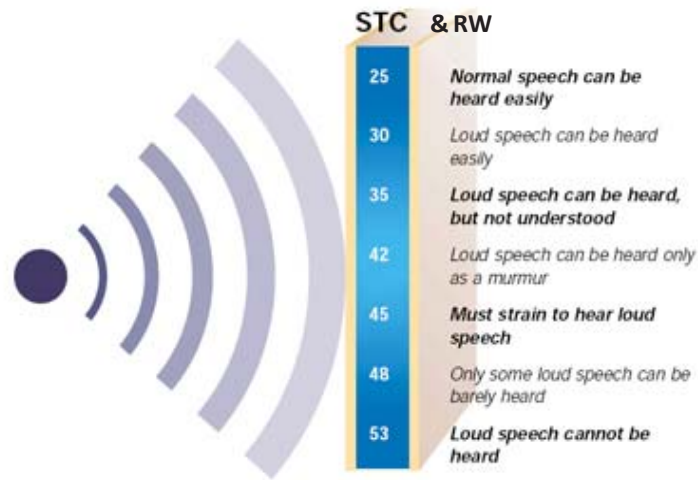 STC & RW
25 Normal speech can be
heard easily
30 Loud speech can be heard
easily
35 Loud speech can be heard,
but not understood
42 Loud speech can be heard only
as a murmur
45 Must strain to hear loud
speech
48 Only some loud speech can be
barely heard
53 Loud speech cannot be
heard